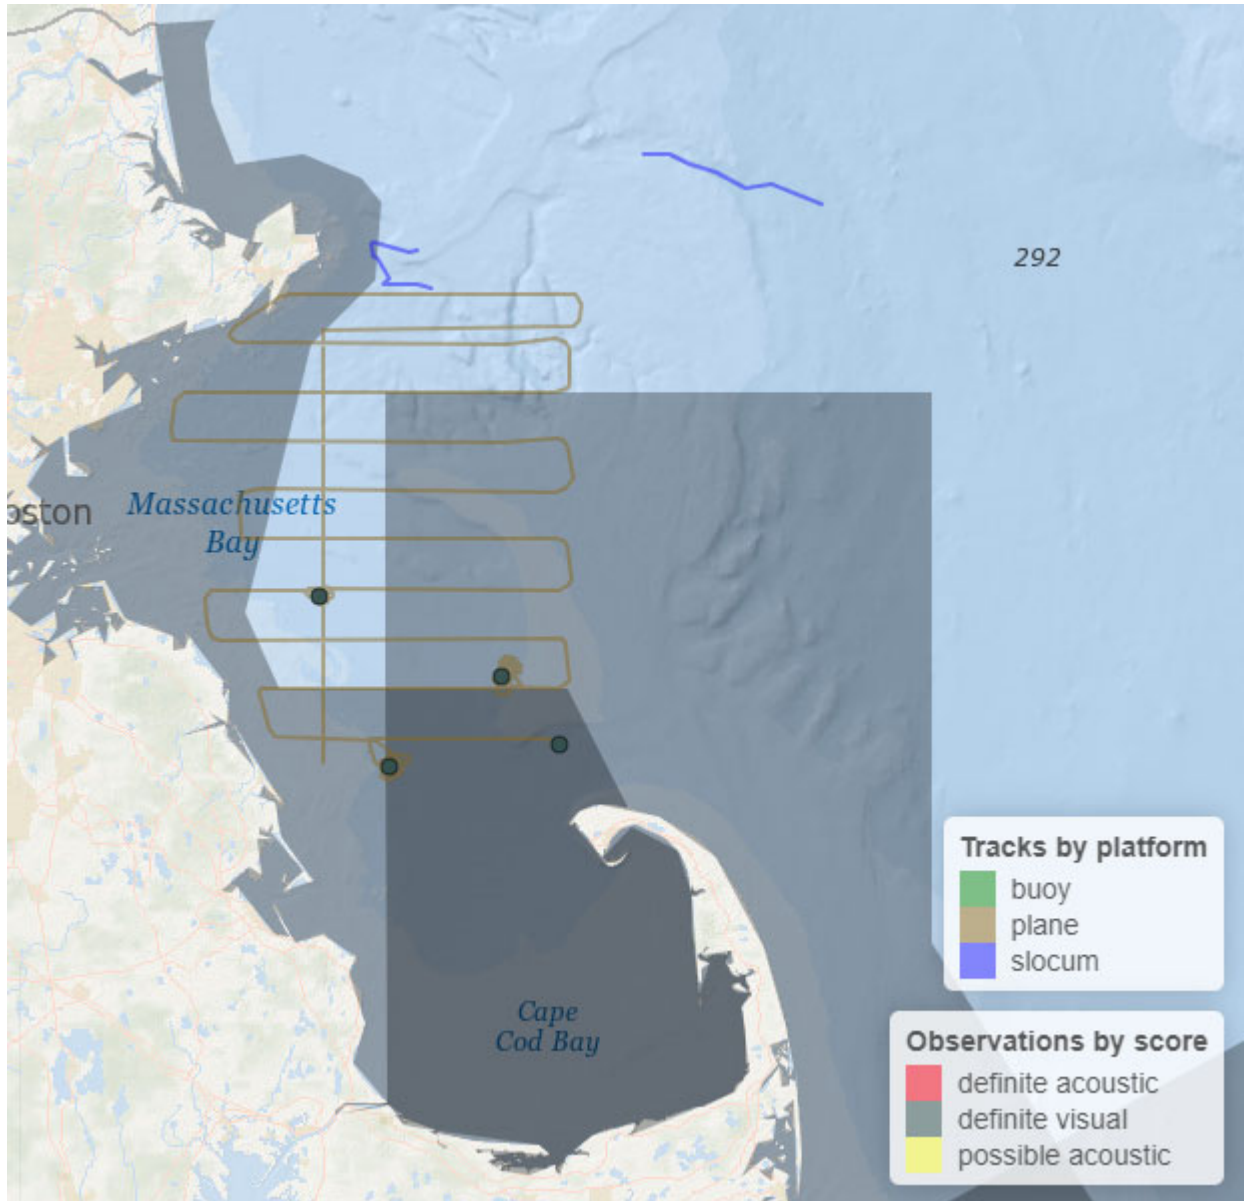 292
oston
Massachusetts
Bay
Cape
Cod Bay
Tracks by platform
buoy
plane
slocum
Observations by score
definite acoustic
definite visual
possible acoustic